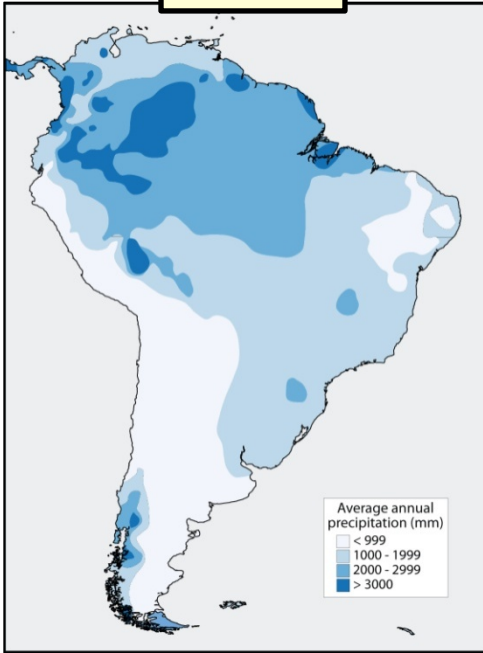 Average annual
precipitation (mm)
< 999
1000 - 1999
2000 - 2999
> 3000